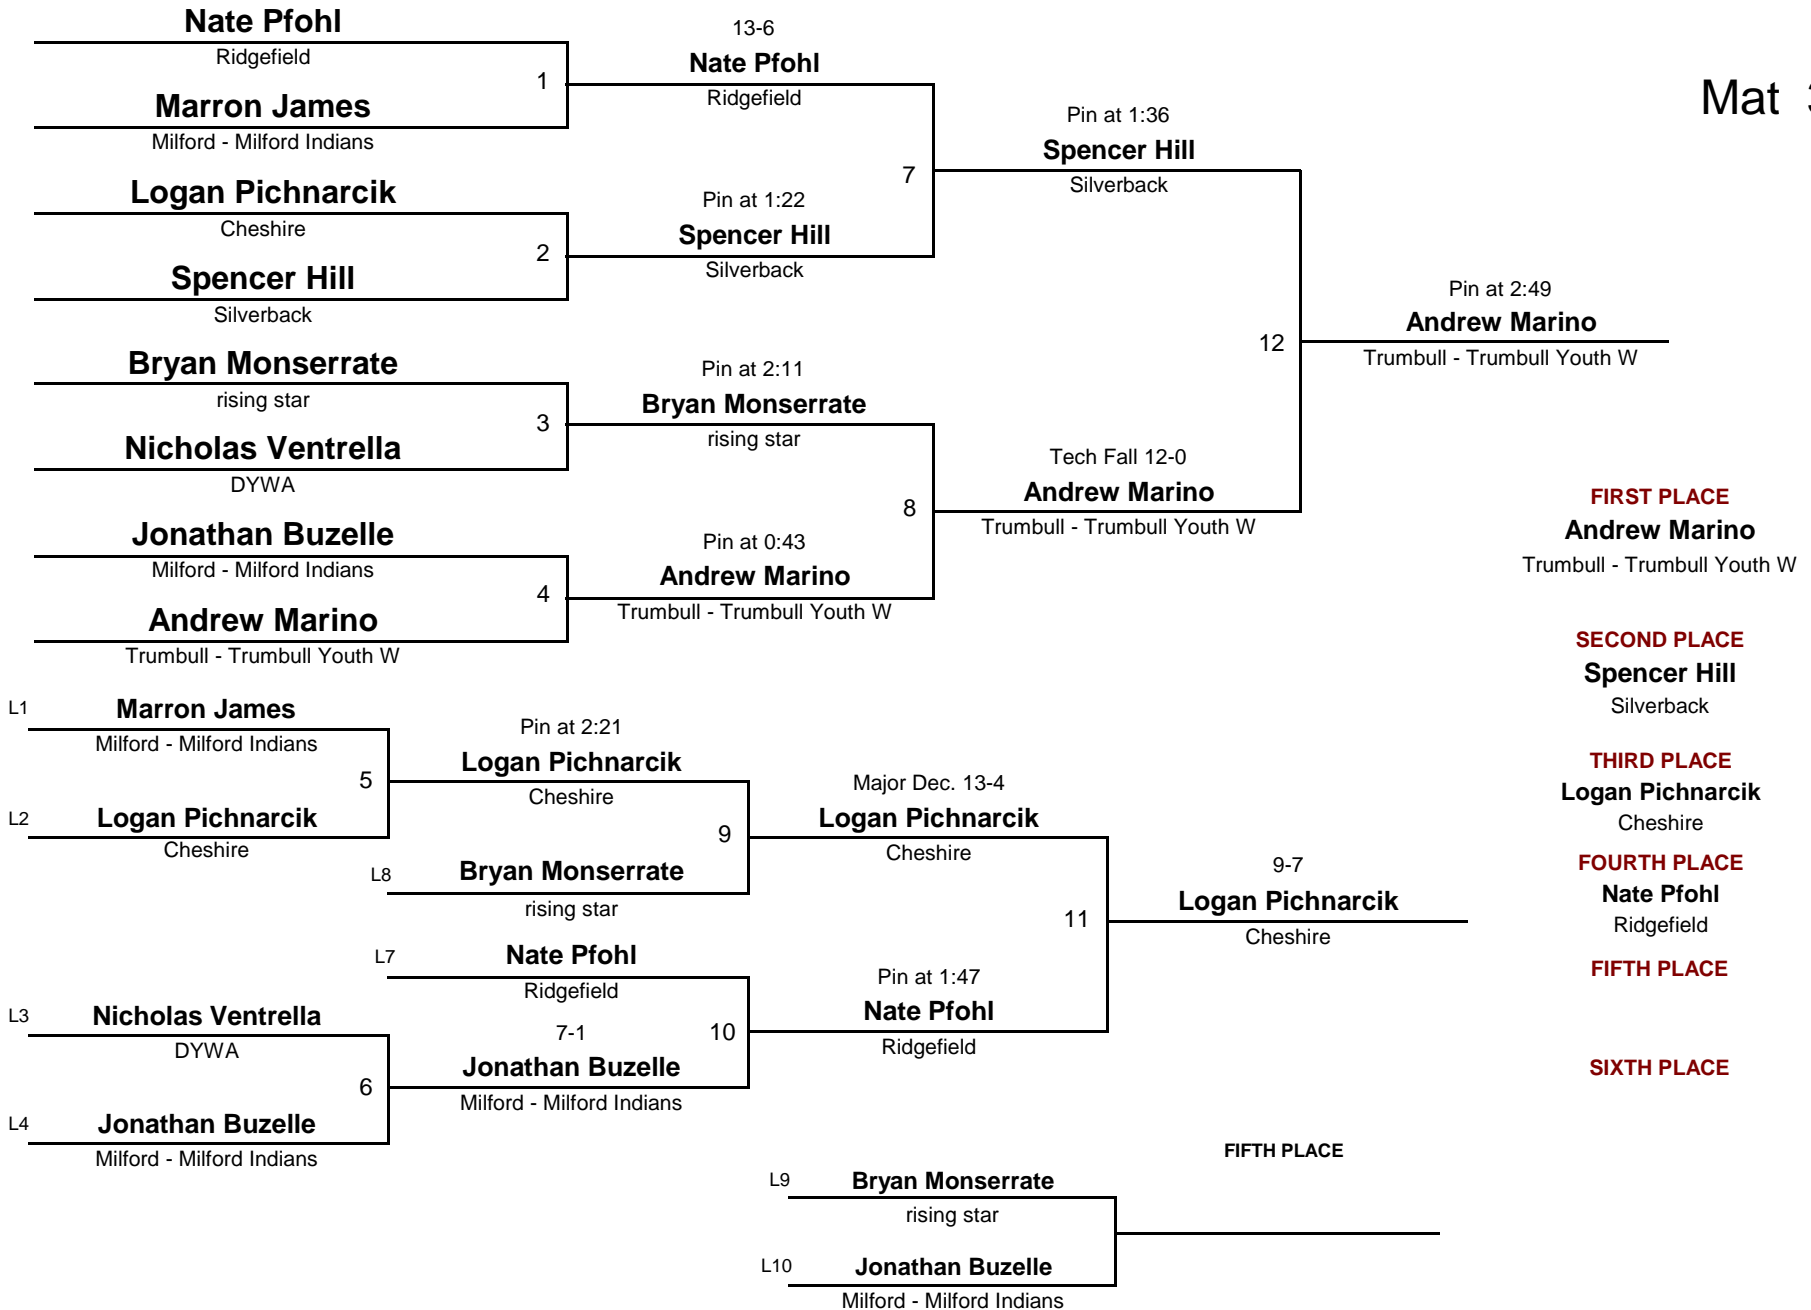 Nate Pfohl
Ridgefield
1
Marron James
Milford - Milford Indians
Logan Pichnarcik
Cheshire
2
Spencer Hill
Silverback
Bryan Monserrate
rising star
3
Nicholas Ventrella
DYWA
Jonathan Buzelle
Milford - Milford Indians
4
Andrew Marino
Trumbull - Trumbull Youth W
13-6
Nate Pfohl
Ridgefield
7
Pin at 1:22
Spencer Hill
Silverback
Pin at 2:11
Bryan Monserrate
rising star
8
Pin at 0:43
Andrew Marino
Trumbull - Trumbull Youth W
Pin at 1:36
Spencer Hill
Silverback
12
Tech Fall 12-0
Andrew Marino
Trumbull - Trumbull Youth W
Pin at 2:49
Andrew Marino
Trumbull - Trumbull Youth W
Mat 3
L1
Marron James
Milford - Milford Indians
5
L2
Logan Pichnarcik
Cheshire
L3
Nicholas Ventrella
DYWA
6
L4
Jonathan Buzelle
Milford - Milford Indians
Pin at 2:21
Logan Pichnarcik
Cheshire
9
L8
Bryan Monserrate
rising star
L7
Nate Pfohl
Ridgefield
7-1
10
Jonathan Buzelle
Milford - Milford Indians
Major Dec. 13-4
Logan Pichnarcik
Cheshire
11
Pin at 1:47
Nate Pfohl
Ridgefield
9-7
Logan Pichnarcik
Cheshire
FIFTH PLACE
L9
Bryan Monserrate
rising star
L10
Jonathan Buzelle
Milford - Milford Indians
FIRST PLACE
Andrew Marino
Trumbull - Trumbull Youth W
SECOND PLACE
Spencer Hill
Silverback
THIRD PLACE
Logan Pichnarcik
Cheshire
FOURTH PLACE
Nate Pfohl
Ridgefield
FIFTH PLACE
SIXTH PLACE